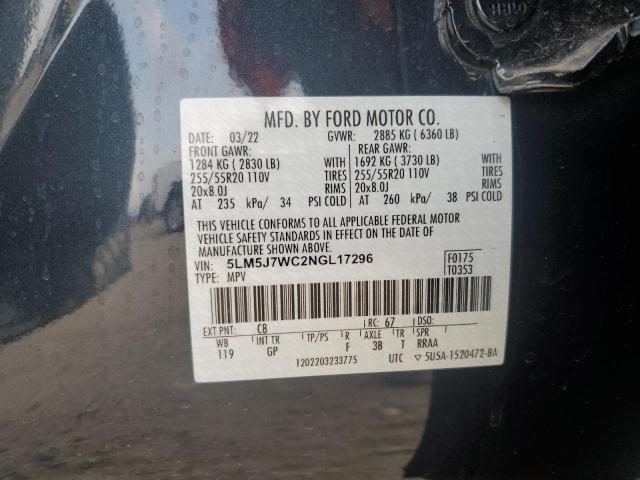 MFD. BY FORD MOTOR CO.
DATE: 03/22 GVWR: 2885 KG ( 6360 LB)
FRONT GAWR: REAR GAWR:
1284 KG ( 2830 LB) WITH 1692 KG ( 3730 LB) WITH
255/55R20 110V TIRES 255/55R20 110V TIRES
20x8.0J RIMS 20x8.0J RIMS
AT 235 kPa/ 34 PSI COLD AT 260 kPa/ 38 PSI COLD
THIS VEHICLE CONFORMS TO ALL APPLICABLE FEDERAL MOTOR
VEHICLE SAFETY STANDARDS IN EFFECT ON THE DATE OF
MANUFACTURE SHOWN ABOVE.
VIN: 5LM5J7WC2NGL17296 F0175
TYPE: MPV T0353
EXT PNT: C8 RC: 67 DSO:
WB INT TR TP/PS R AXLE TR SPR
119 GP F 3B T RRAA
1202203233775 UTC ▽ 5U5A-1520472-BA